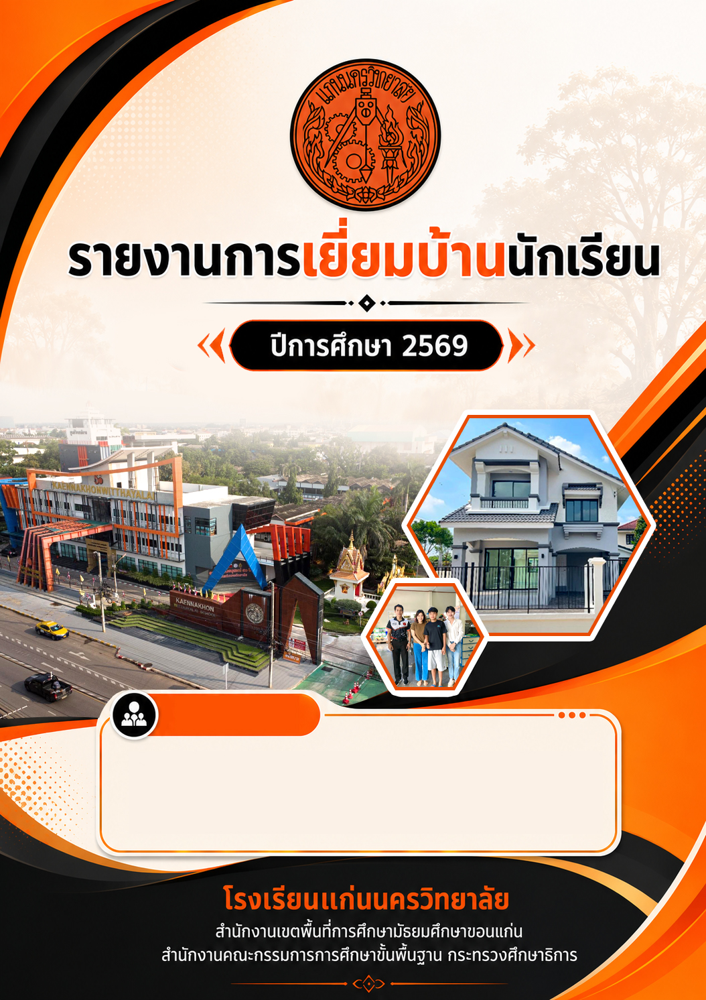 แก่นนครวิทยาลัย
รายงานการเยี่ยมบ้านนักเรียน
ปีการศึกษา 2569
KAENNAKHONWITTHAYALAI
KAENNAKHON
WITTHAYALAI SCHOOL
โรงเรียนแก่นนครวิทยาลัย
สำนักงานเขตพื้นที่การศึกษามัธยมศึกษาขอนแก่น
สำนักงานคณะกรรมการการศึกษาขั้นพื้นฐาน กระทรวงศึกษาธิการ